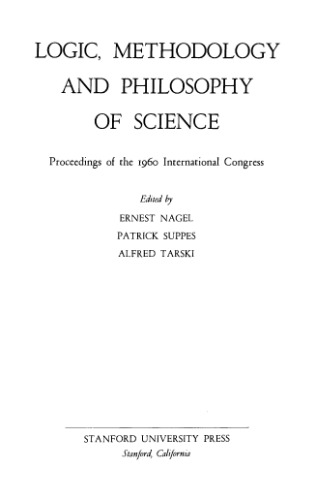 LOGIC, METHODOLOGY
AND PHILOSOPHY
OF SCIENCE
Proceedings of the 1960 International Congress
Edited by
ERNEST NAGEL
PATRICK SUPPES
ALFRED TARSKI
STANFORD UNIVERSITY PRESS
Stanford, California